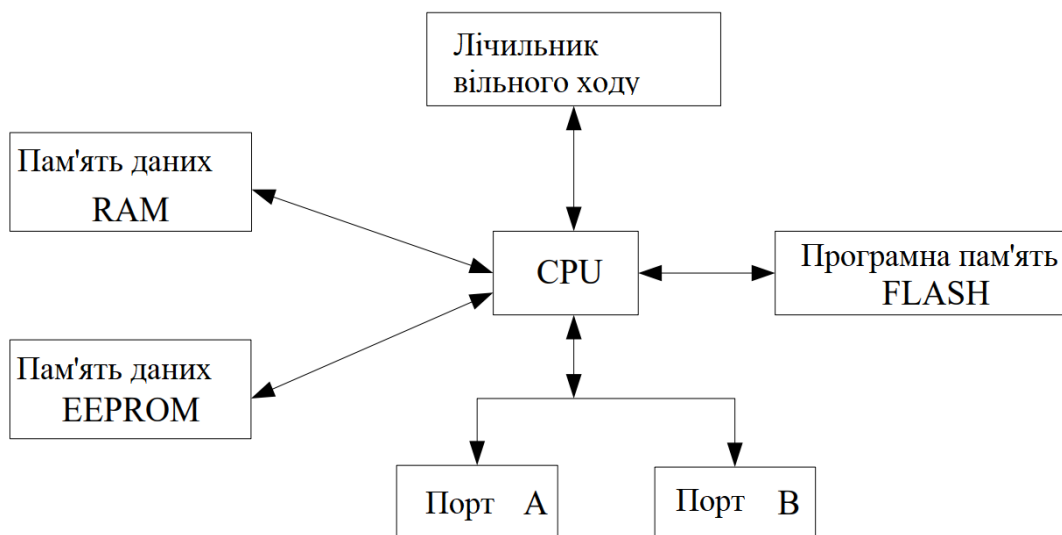 Лічильник
вільного ходу
Пам'ять даних
RAM
CPU
Програмна пам'ять
FLASH
Пам'ять даних
EEPROM
Порт A
Порт B